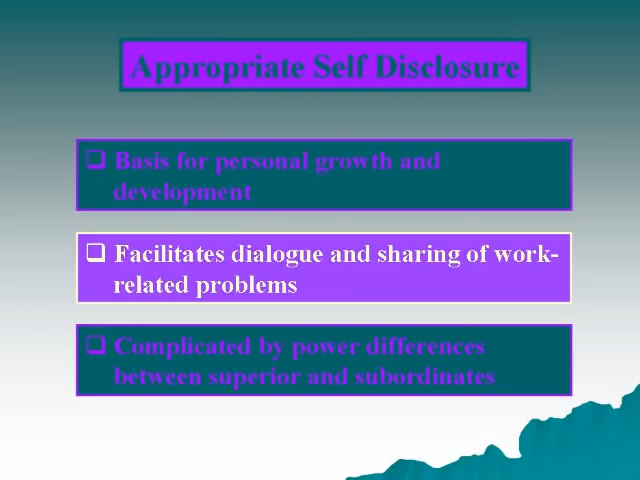 Appropriate Self Disclosure
❑ Basis for personal growth and
development
❑ Facilitates dialogue and sharing of work-
related problems
❑ Complicated by power differences
between superior and subordinates